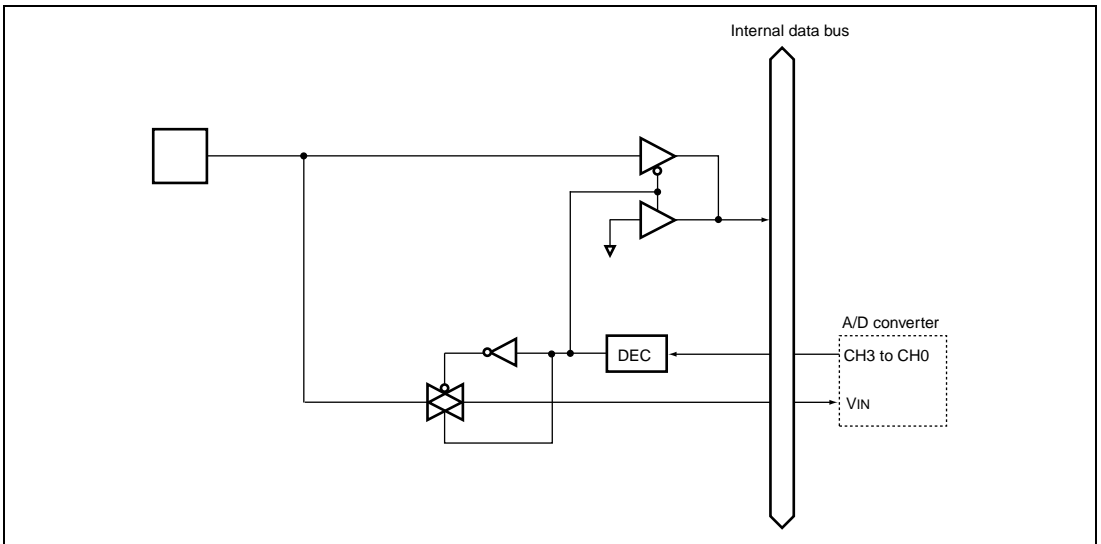 Internal data bus
A/D converter
DEC
CH3 to CH0
VIN